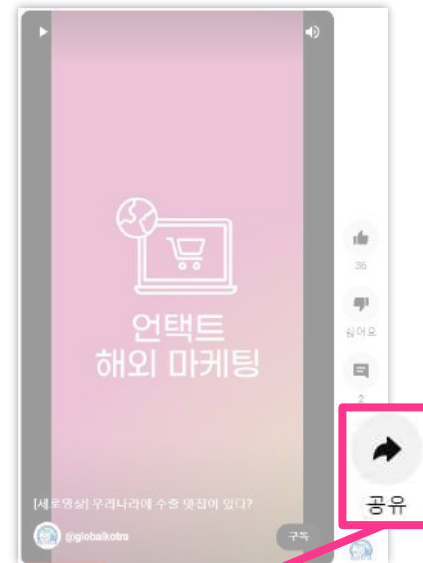 언택트
해외 마케팅
36
싫어요
2
공유
[세로영상] 우리나라에 수출 맛집이 있다?
@globalkotra
구독